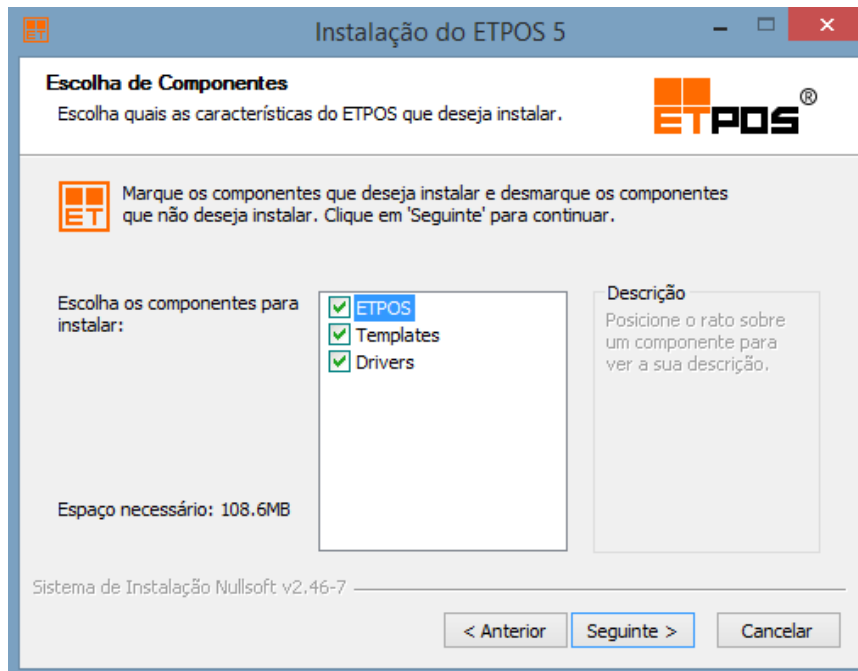 ET
Instalação do ETPOS 5
Escolha de Componentes
Escolha quais as características do ETPOS que deseja instalar.
ETPOS®
ET
Marque os componentes que deseja instalar e desmarque os componentes
que não deseja instalar. Clique em 'Seguinte' para continuar.
Escolha os componentes para
instalar:
ETPOS
Templates
Drivers
Descrição
Posicione o rato sobre
um componente para
ver a sua descrição.
Espaço necessário: 108.6MB
Sistema de Instalação Nullsoft v2.46-7
< Anterior
Seguinte >
Cancelar